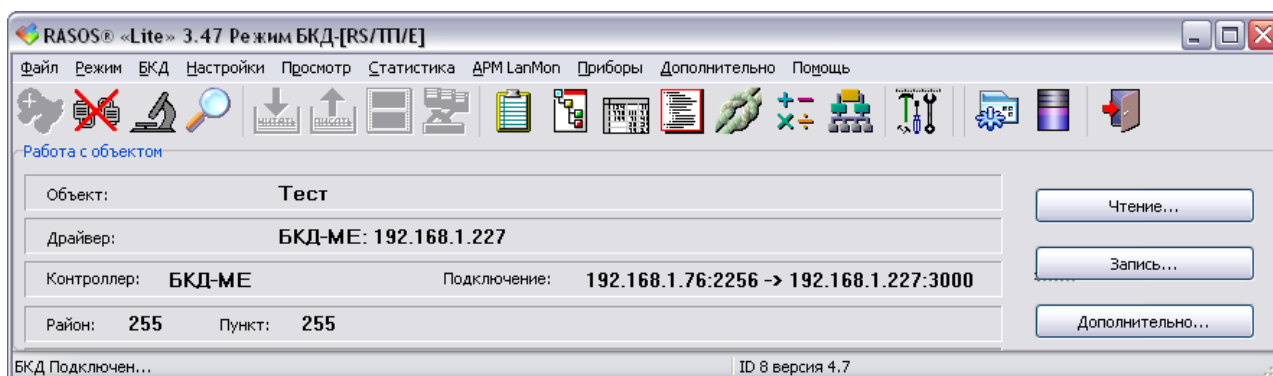 RASOS® «Lite» 3.47 Режим БКД-[RS/ТП/E]
Файл Режим БКД Настройки Просмотр Статистика АРМ LanMon Приборы Дополнительно Помощь
читать писать
Работа с объектом
Объект: Тест
Чтение...
Драйвер: БКД-МЕ: 192.168.1.227
Запись...
Контроллер: БКД-МЕ Подключение: 192.168.1.76:2256 -> 192.168.1.227:3000
Район: 255 Пункт: 255
Дополнительно...
БКД Подключен... ID 8 версия 4.7